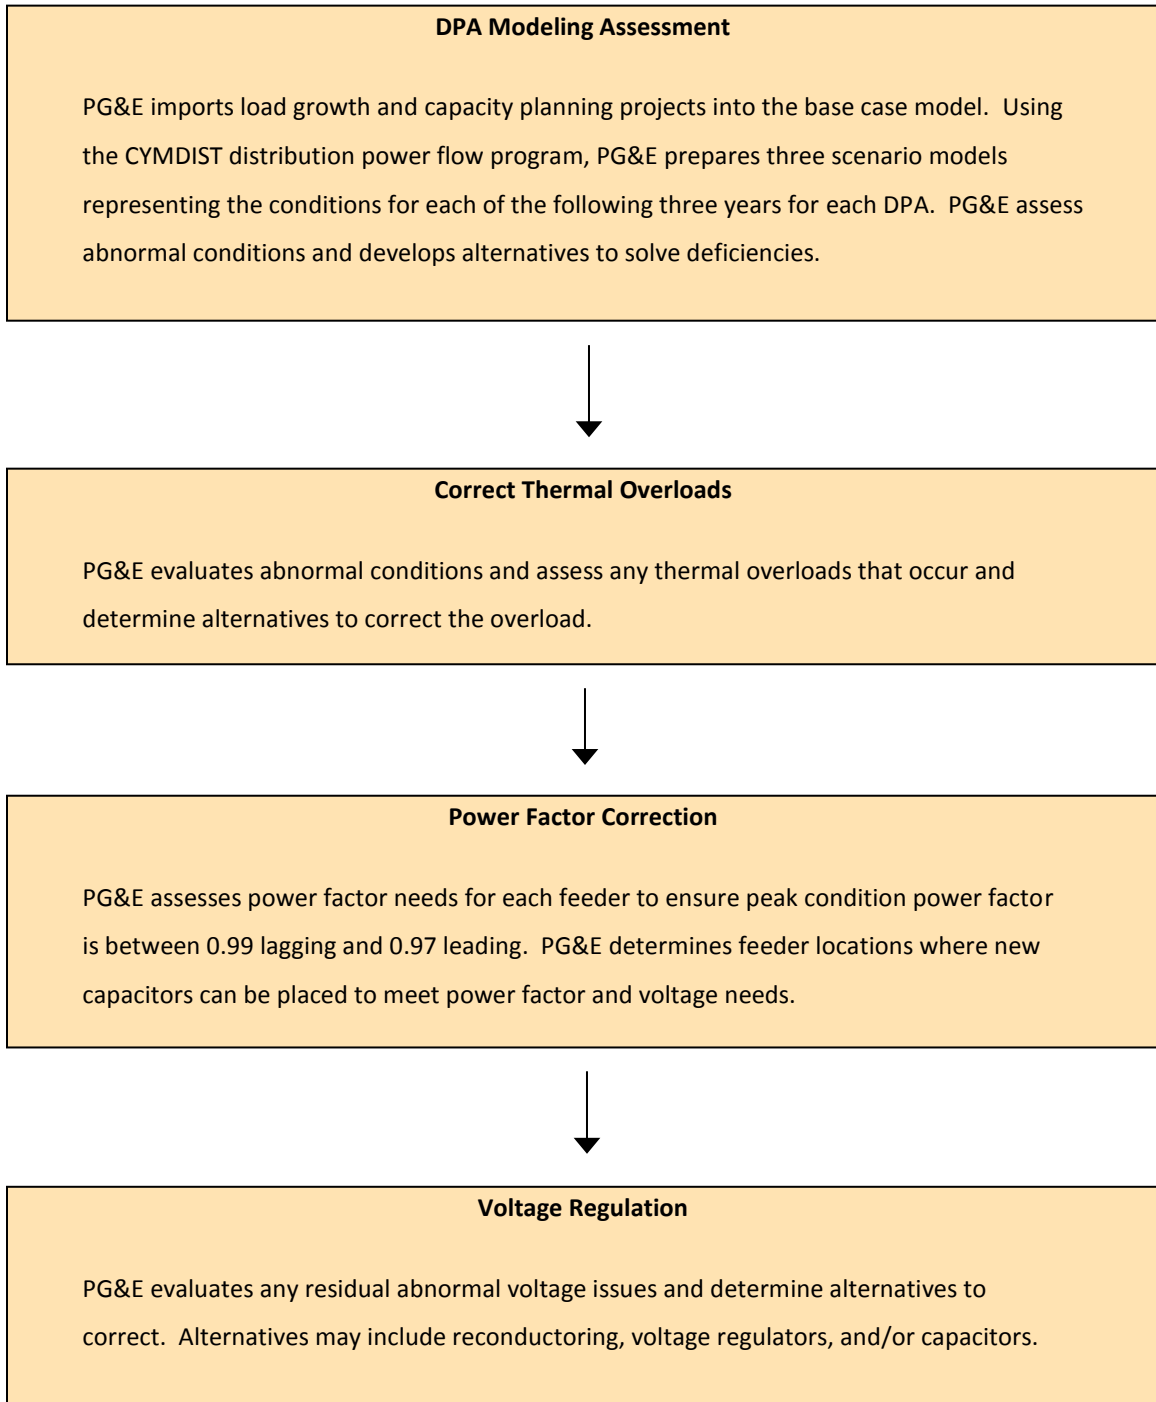 DPA Modeling Assessment
PG&E imports load growth and capacity planning projects into the base case model.  Using
the CYMDIST distribution power flow program, PG&E prepares three scenario models
representing the conditions for each of the following three years for each DPA.  PG&E assess
abnormal conditions and develops alternatives to solve deficiencies.
Correct Thermal Overloads
PG&E evaluates abnormal conditions and assess any thermal overloads that occur and
determine alternatives to correct the overload.
Power Factor Correction
PG&E assesses power factor needs for each feeder to ensure peak condition power factor
is between 0.99 lagging and 0.97 leading.  PG&E determines feeder locations where new
capacitors can be placed to meet power factor and voltage needs.
Voltage Regulation
PG&E evaluates any residual abnormal voltage issues and determine alternatives to
correct.  Alternatives may include reconductoring, voltage regulators, and/or capacitors.